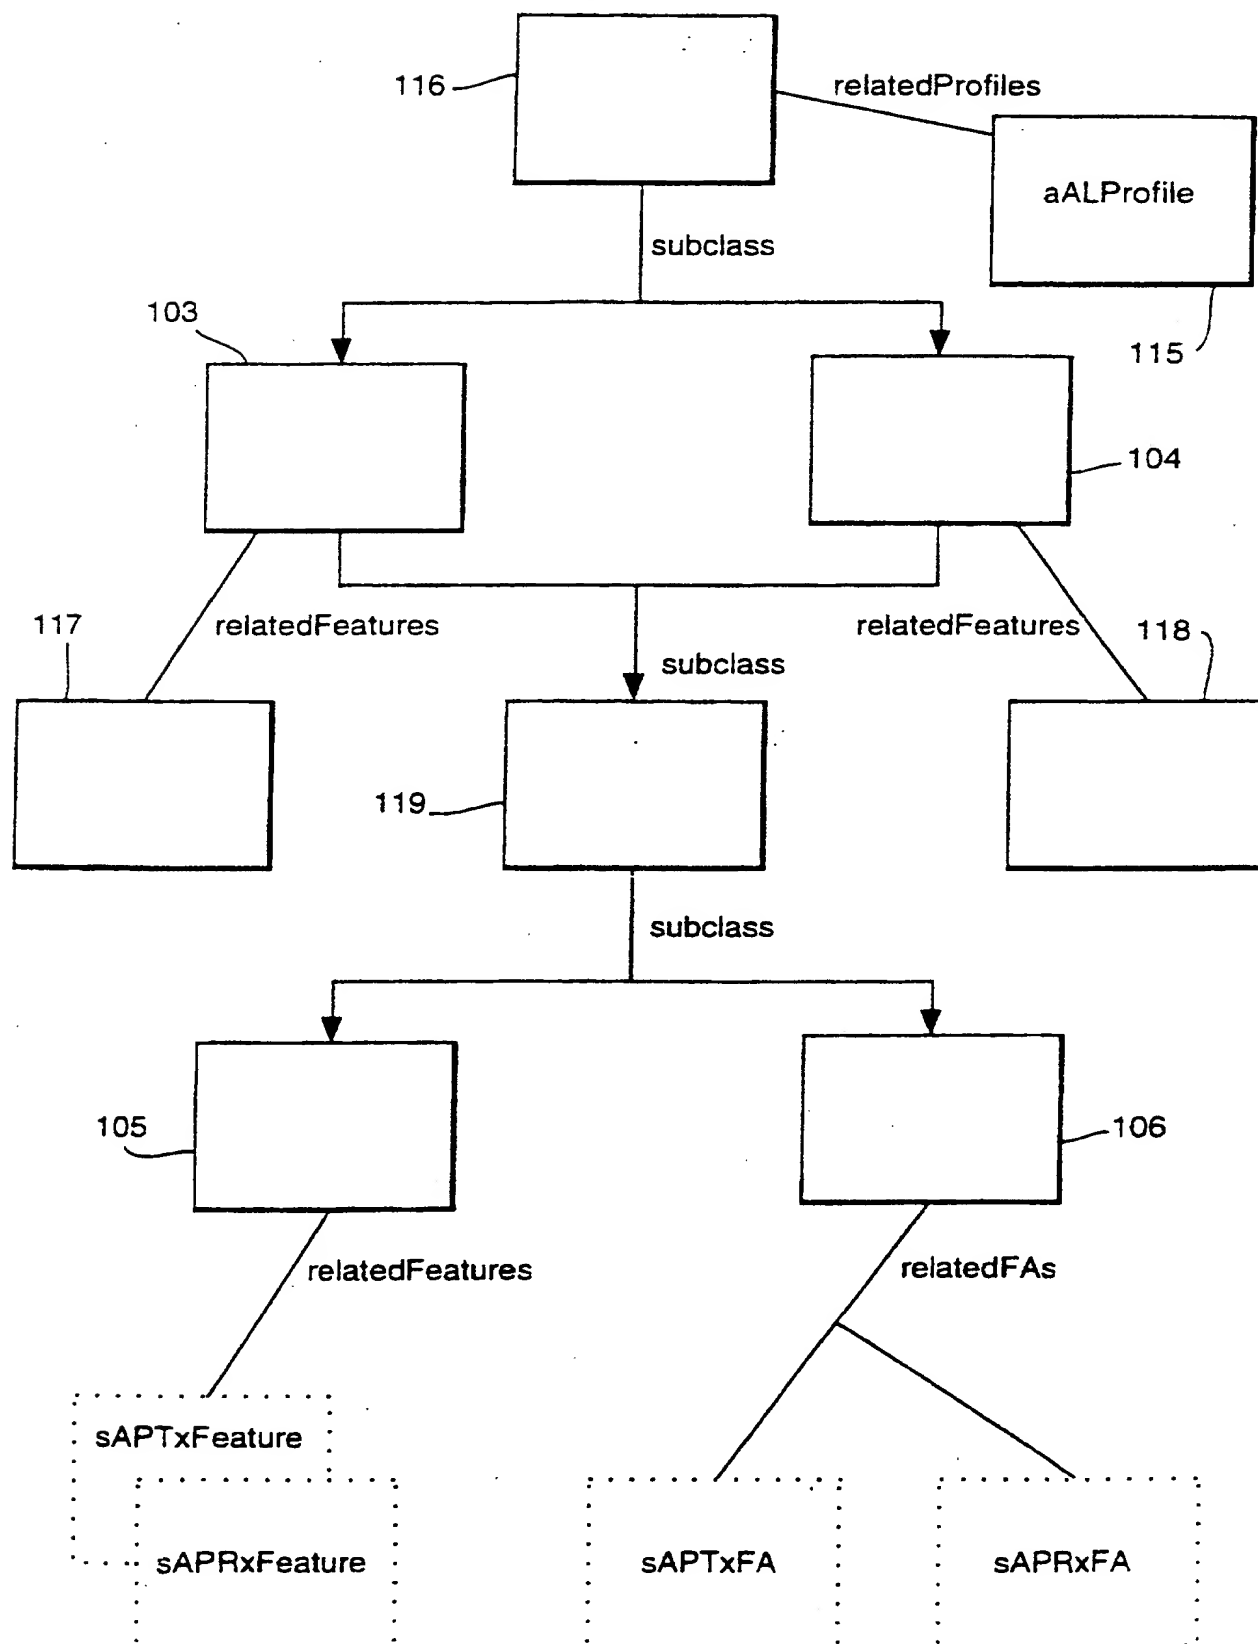 116
relatedProfiles
aALProfile
subclass
103
115
104
117
relatedFeatures
relatedFeatures
118
subclass
119
subclass
105
106
relatedFeatures
relatedFAs
sAPTxFeature
sAPRxFeature
sAPTxFA
sAPRxFA